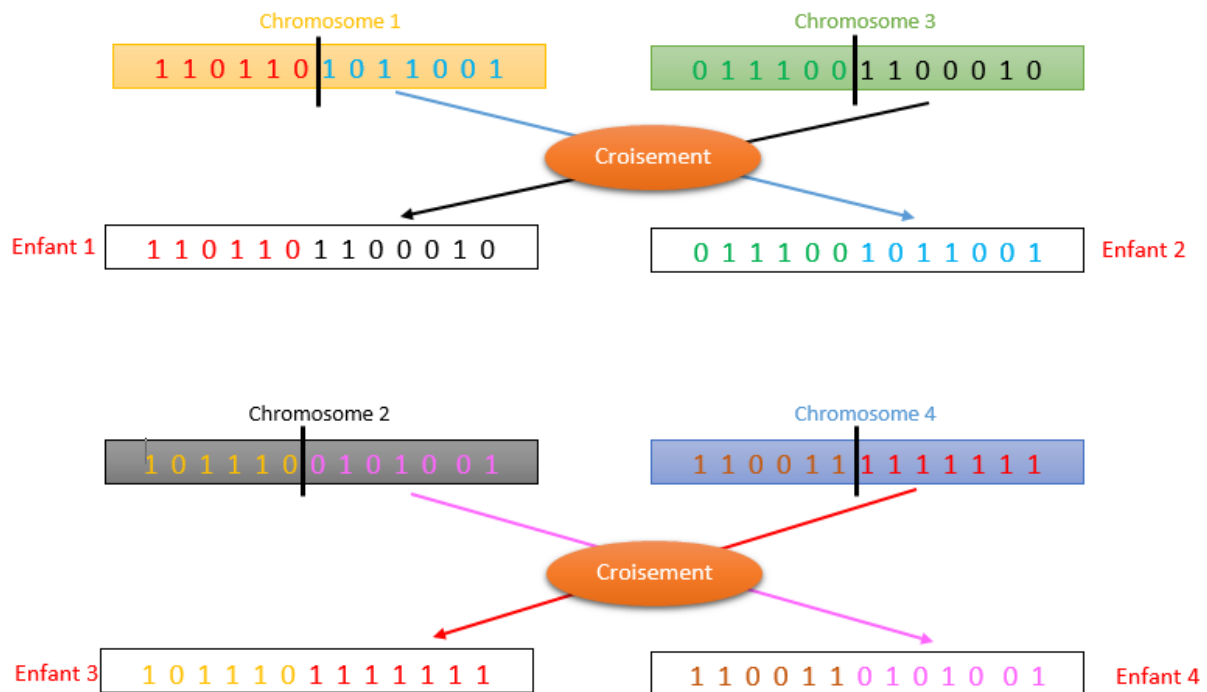 Chromosome 1
Chromosome 3
1 1 0 1 1 0 1 0 1 1 0 0 1
0 1 1 1 0 0 1 1 0 0 0 1 0
Croisement
Enfant 1
1 1 0 1 1 0 1 1 0 0 0 1 0
0 1 1 1 0 0 1 0 1 1 0 0 1
Enfant 2
Chromosome 2
Chromosome 4
1 0 1 1 1 0 0 1 0 1 0 0 1
1 1 0 0 1 1 1 1 1 1 1 1 1
Croisement
Enfant 3
1 0 1 1 1 0 1 1 1 1 1 1 1
1 1 0 0 1 1 0 1 0 1 0 0 1
Enfant 4